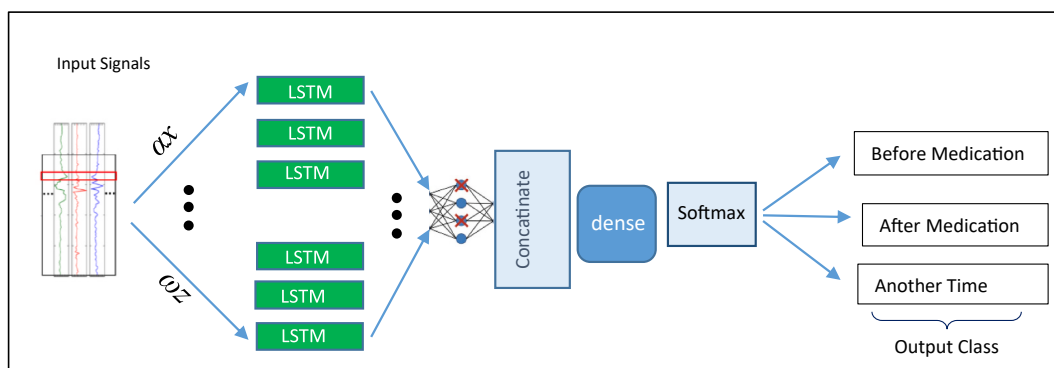 Input Signals
αx
ωz
LSTM
LSTM
LSTM
LSTM
LSTM
LSTM
Concatinate
dense
Softmax
Before Medication
After Medication
Another Time
Output Class